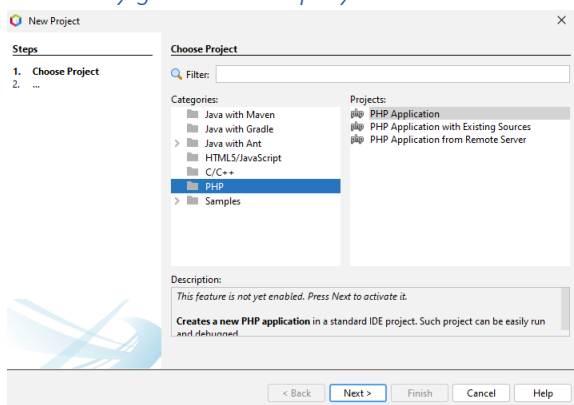 New Project
Steps
1. Choose Project
2. ...
Choose Project
Filter:
Categories:
Java with Maven
Java with Gradle
Java with Ant
HTML5/JavaScript
C/C++
PHP
Samples
Projects:
PHP Application
PHP Application with Existing Sources
PHP Application from Remote Server
Description:
This feature is not yet enabled. Press Next to activate it.
Creates a new PHP application in a standard IDE project. Such project can be easily run
and debugged
< Back
Next >
Finish
Cancel
Help